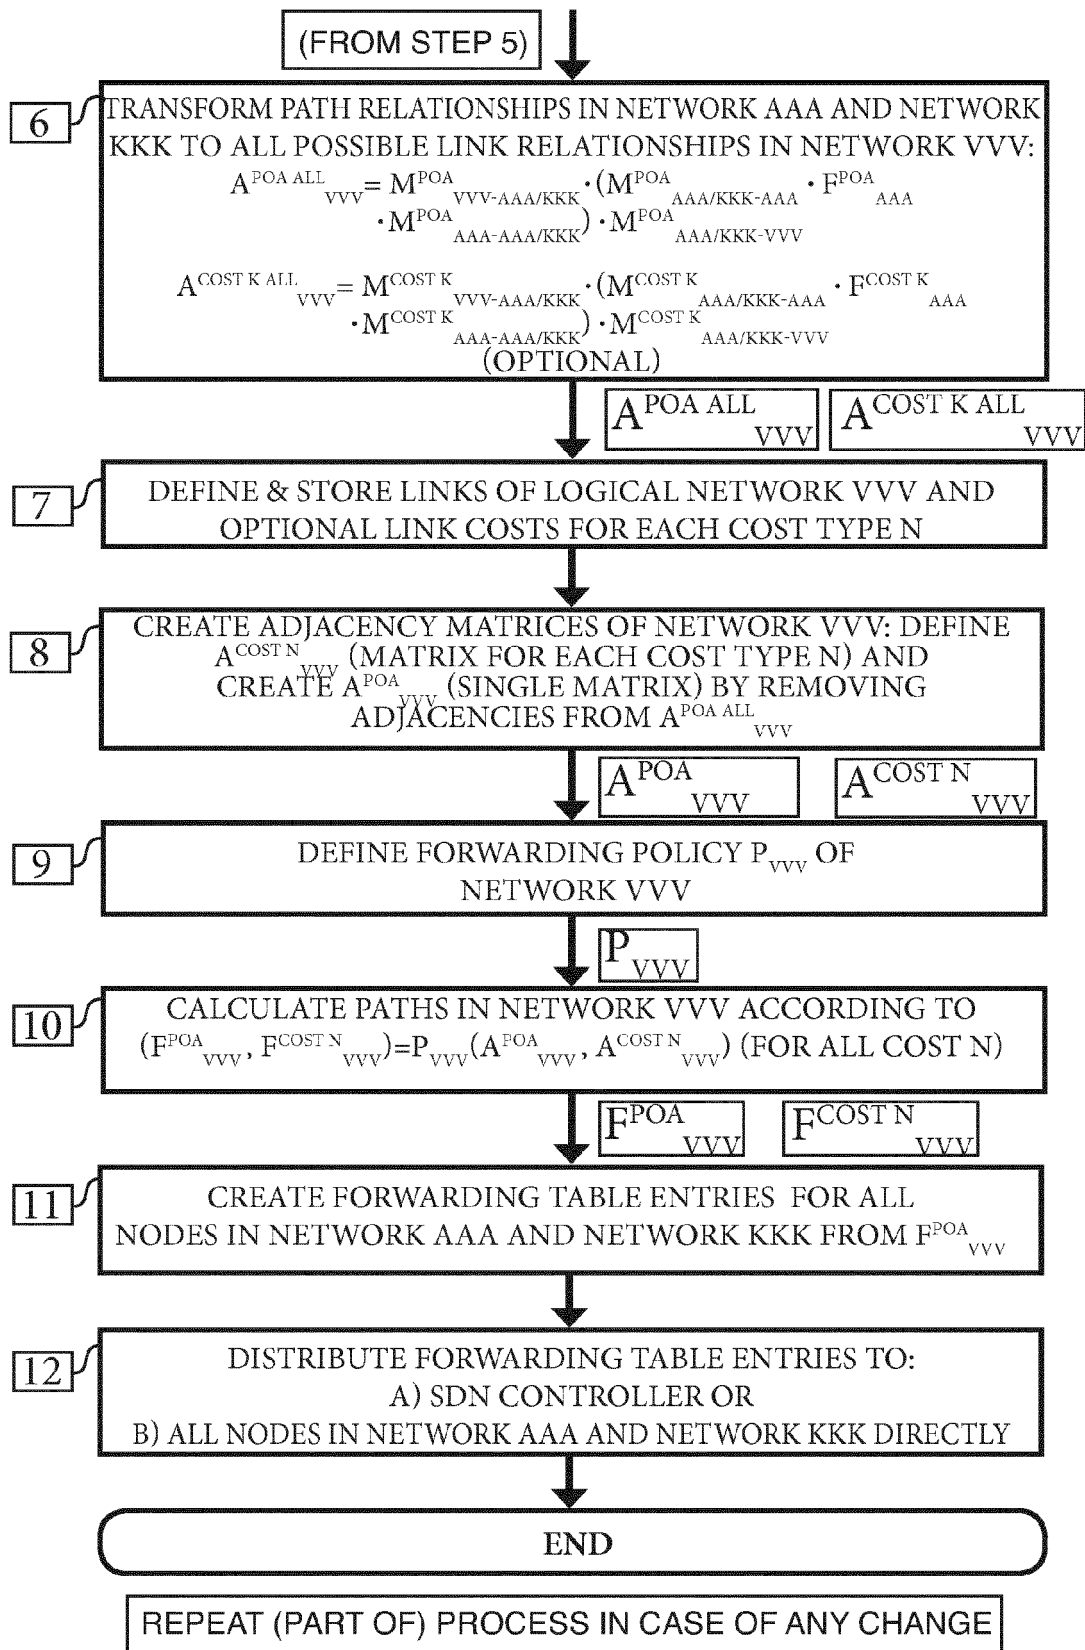 (FROM STEP 5)
6
TRANSFORM PATH RELATIONSHIPS IN NETWORK AAA AND NETWORK
KKK TO ALL POSSIBLE LINK RELATIONSHIPS IN NETWORK VVV:
A^POA ALL_VVV = M^POA_VVV-AAA/KKK · (M^POA_AAA/KKK-AAA · F^POA_AAA
· M^POA_AAA-AAA/KKK) · M^POA_AAA/KKK-VVV
A^COST K ALL_VVV = M^COST K_VVV-AAA/KKK · (M^COST K_AAA/KKK-AAA · F^COST K_AAA
· M^COST K_AAA-AAA/KKK) · M^COST K_AAA/KKK-VVV
(OPTIONAL)
A^POA ALL_VVV A^COST K ALL_VVV
7
DEFINE & STORE LINKS OF LOGICAL NETWORK VVV AND
OPTIONAL LINK COSTS FOR EACH COST TYPE N
8
CREATE ADJACENCY MATRICES OF NETWORK VVV: DEFINE
A^COST N_VVV (MATRIX FOR EACH COST TYPE N) AND
CREATE A^POA_VVV (SINGLE MATRIX) BY REMOVING
ADJACENCIES FROM A^POA ALL_VVV
A^POA_VVV A^COST N_VVV
9
DEFINE FORWARDING POLICY P_VVV OF
NETWORK VVV
P_VVV
10
CALCULATE PATHS IN NETWORK VVV ACCORDING TO
(F^POA_VVV, F^COST N_VVV)=P_VVV(A^POA_VVV, A^COST N_VVV) (FOR ALL COST N)
F^POA_VVV F^COST N_VVV
11
CREATE FORWARDING TABLE ENTRIES FOR ALL
NODES IN NETWORK AAA AND NETWORK KKK FROM F^POA_VVV
12
DISTRIBUTE FORWARDING TABLE ENTRIES TO:
A) SDN CONTROLLER OR
B) ALL NODES IN NETWORK AAA AND NETWORK KKK DIRECTLY
END
REPEAT (PART OF) PROCESS IN CASE OF ANY CHANGE